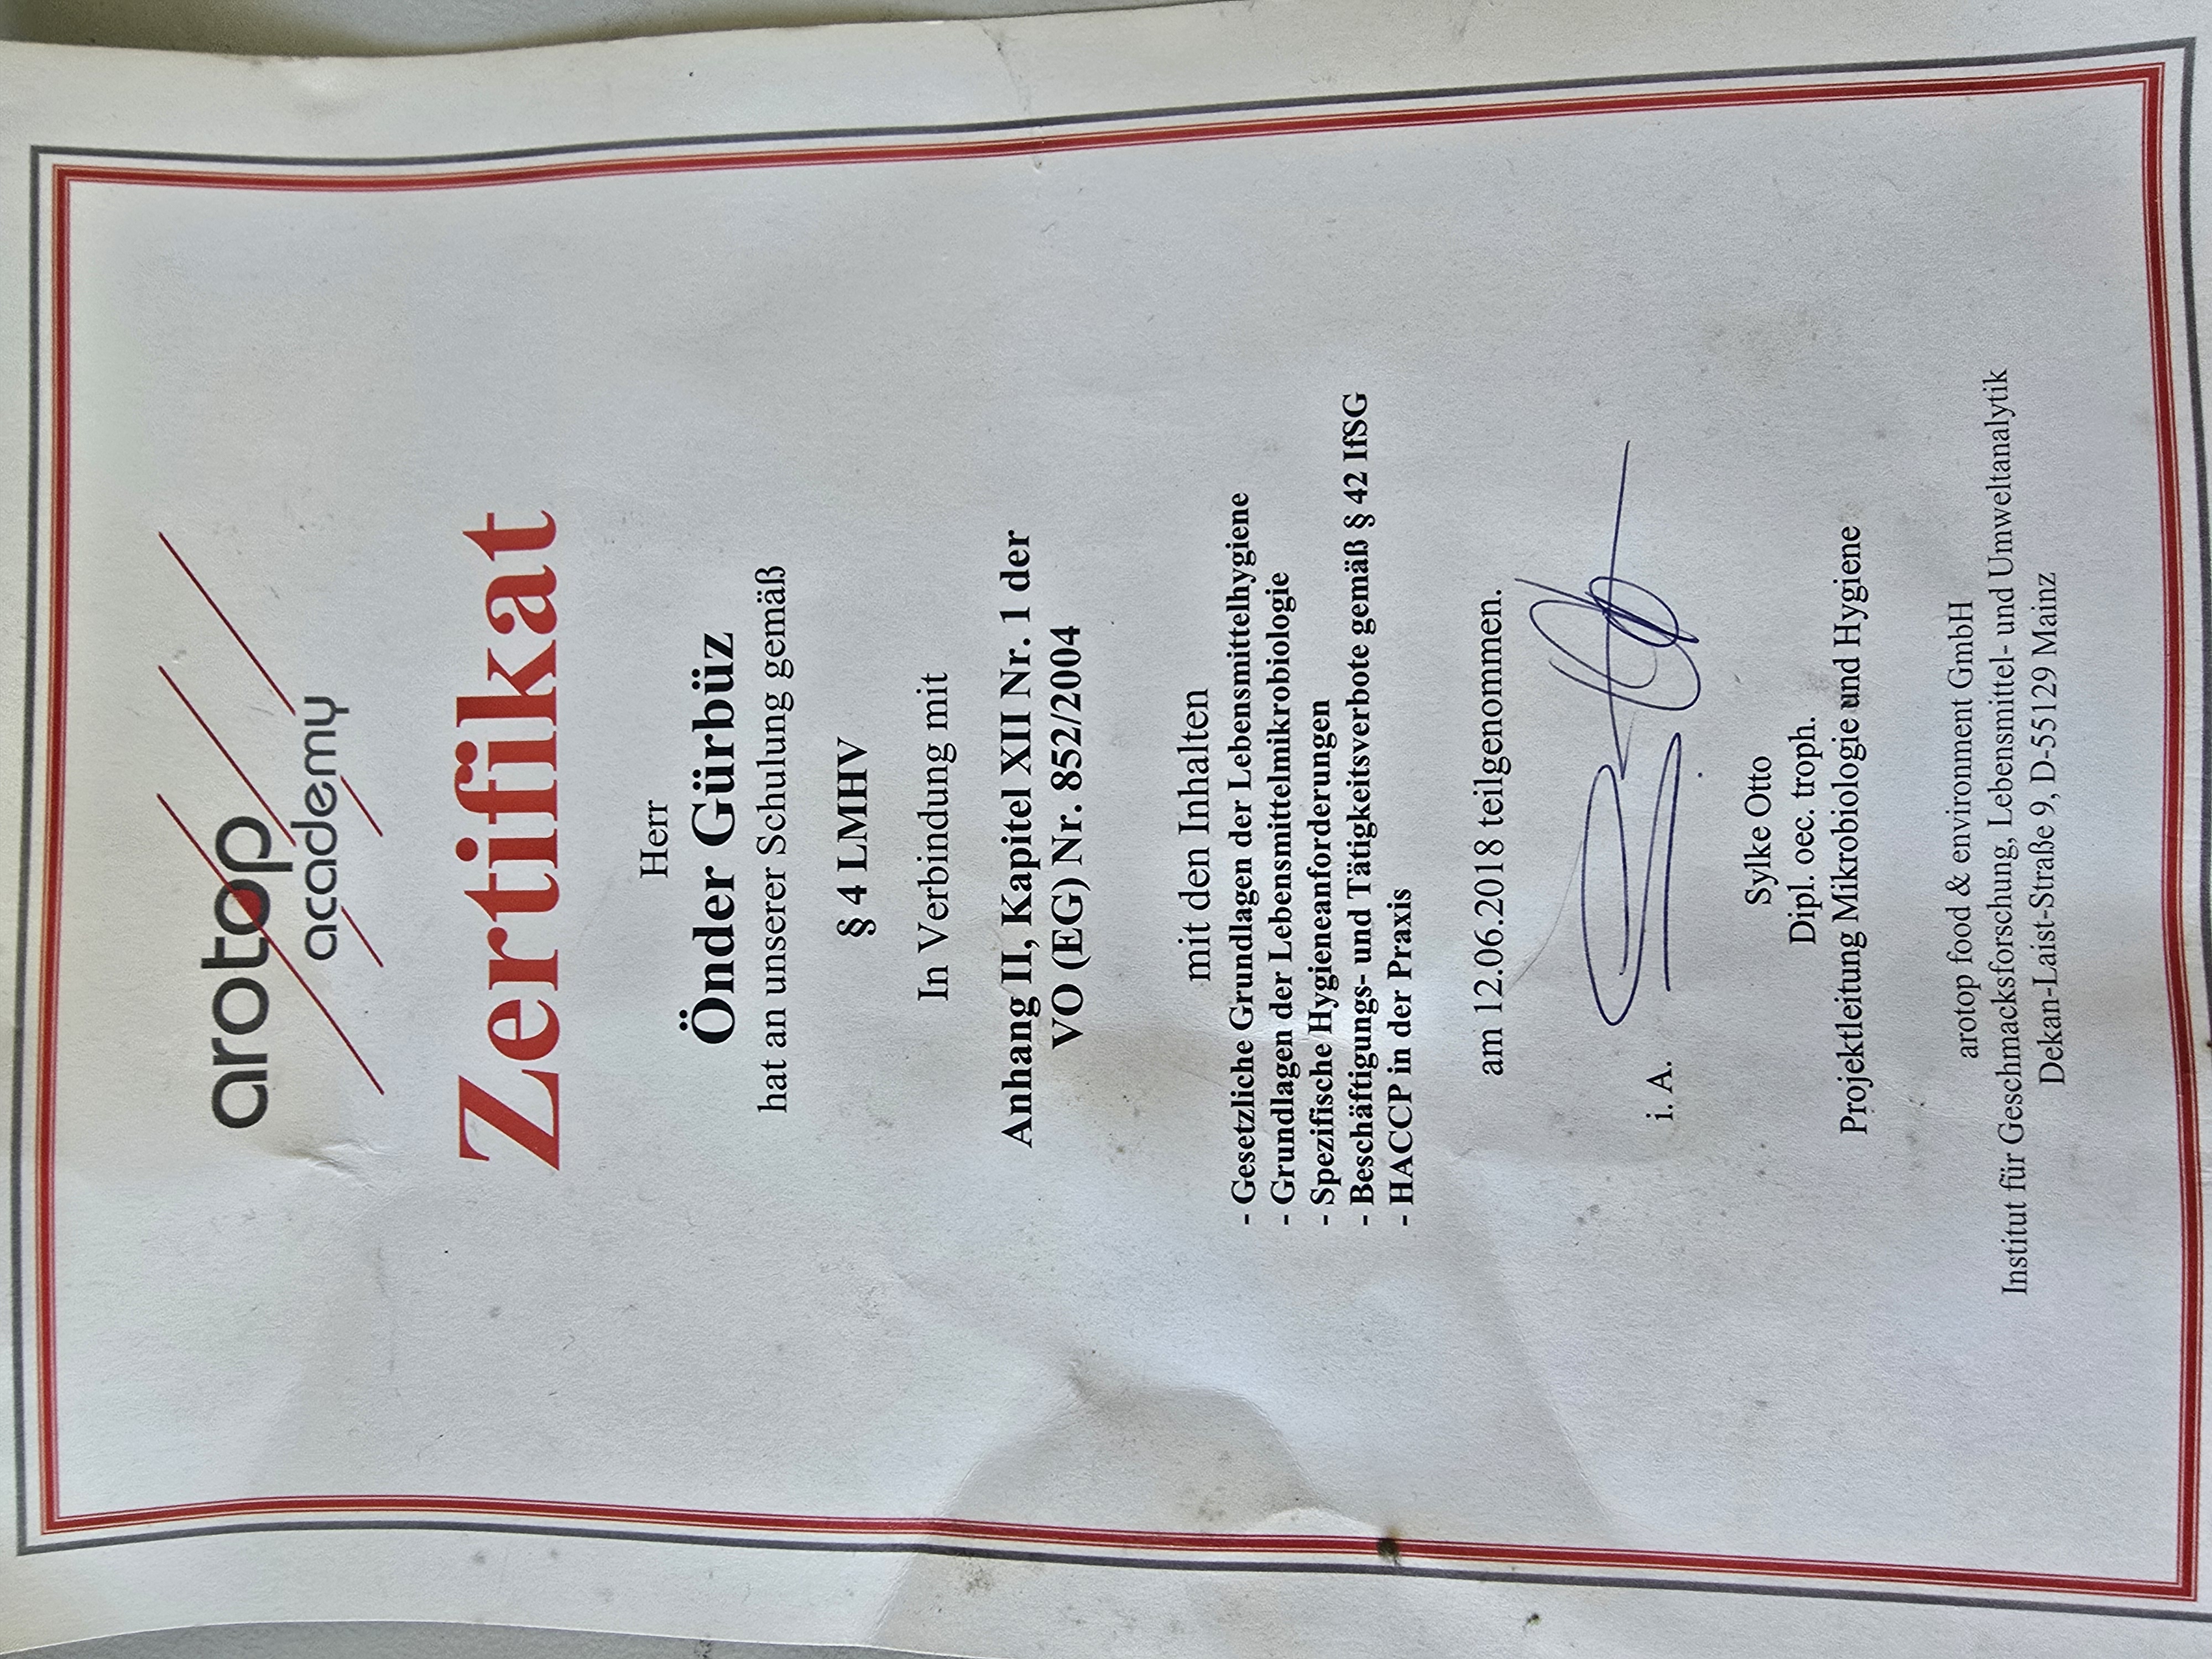 arotop
academy
Zertifikat
Herr
Önder Gürbüz
hat an unserer Schulung gemäß
§ 4 LMHV
In Verbindung mit
Anhang II, Kapitel XII Nr. 1 der
VO (EG) Nr. 852/2004
mit den Inhalten
- Gesetzliche Grundlagen der Lebensmittelhygiene
- Grundlagen der Lebensmittelmikrobiologie
- Spezifische Hygieneanforderungen
- Beschäftigungs- und Tätigkeitsverbote gemäß § 42 IfSG
- HACCP in der Praxis
am 12.06.2018 teilgenommen.
i. A.
Sylke Otto
Dipl. oec. troph.
Projektleitung Mikrobiologie und Hygiene
arotop food & environment GmbH
Institut für Geschmacksforschung, Lebensmittel- und Umweltanalytik
Dekan-Laist-Straße 9, D-55129 Mainz